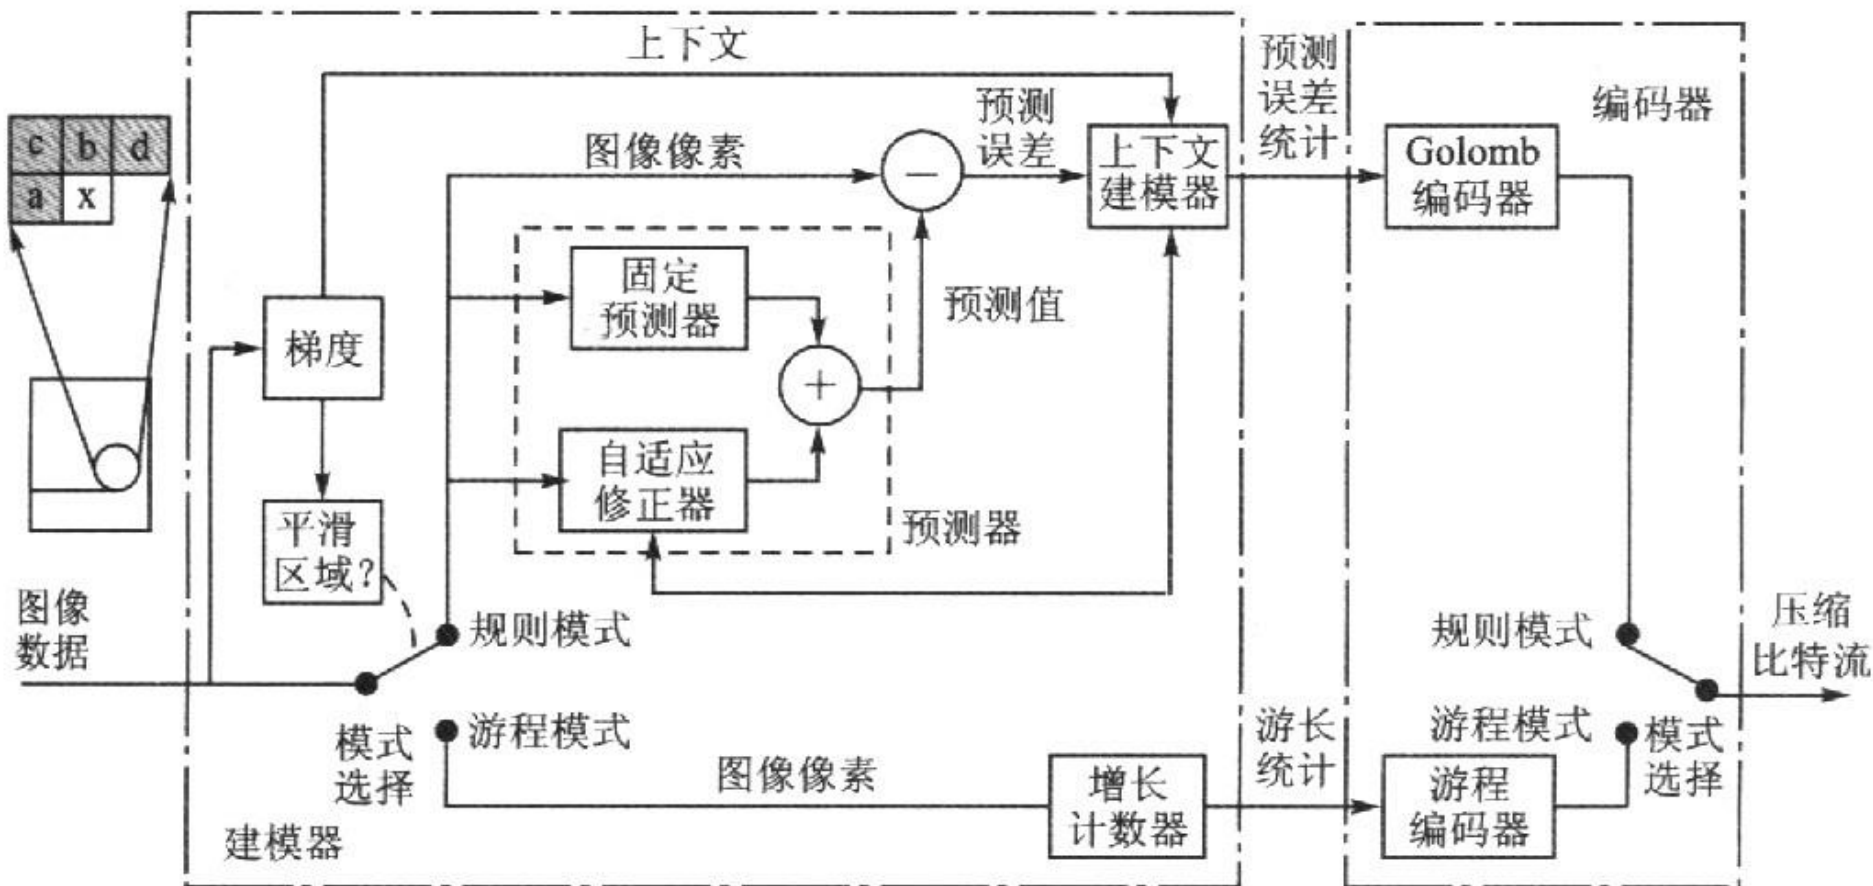 上下文
预测
误差
统计
编码器
c b d
a x
图像像素
预测
误差
上下文
建模器
Golomb
编码器
固定
预测器
预测值
梯度
+
−
自适应
修正器
预测器
平滑
区域?
图像
数据
规则模式
规则模式
压缩
比特流
模式
选择
游程模式
游长
统计
游程模式
模式
选择
图像像素
增长
计数器
游程
编码器
建模器